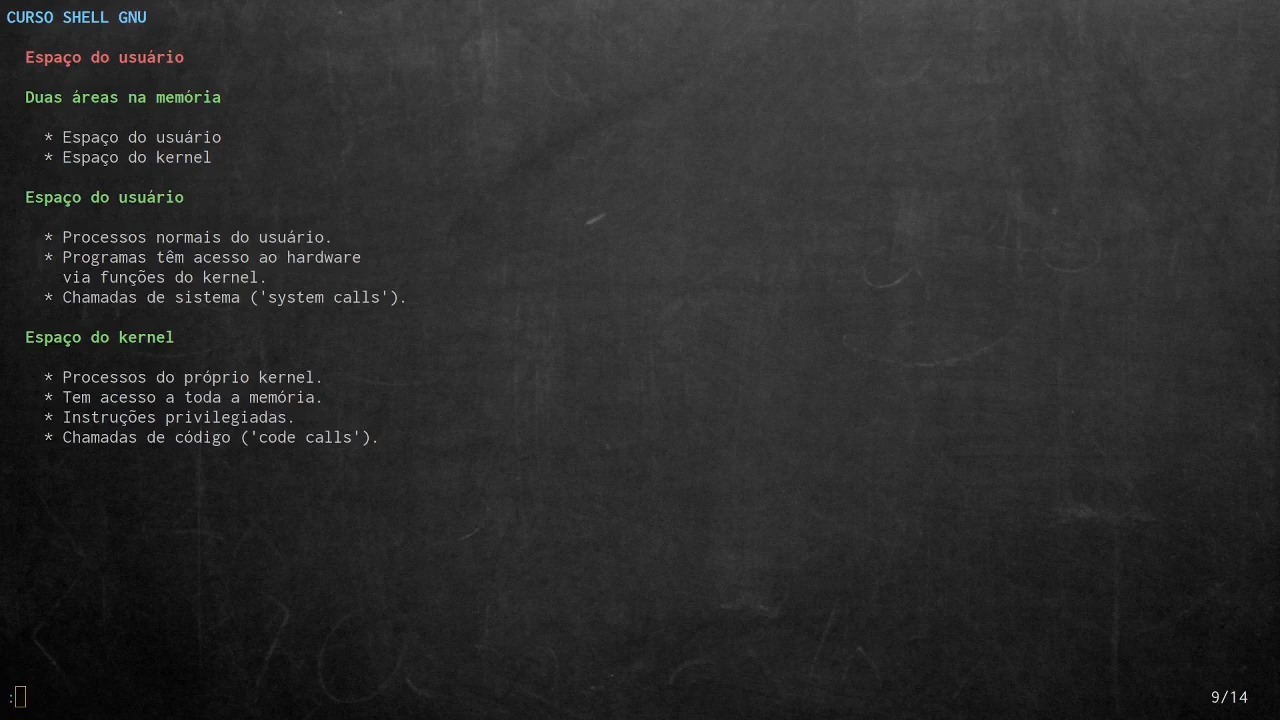 CURSO SHELL GNU
Espaço do usuário
Duas áreas na memória
* Espaço do usuário
* Espaço do kernel
Espaço do usuário
* Processos normais do usuário.
* Programas têm acesso ao hardware
via funções do kernel.
* Chamadas de sistema ('system calls').
Espaço do kernel
* Processos do próprio kernel.
* Tem acesso a toda a memória.
* Instruções privilegiadas.
* Chamadas de código ('code calls').
:
9/14